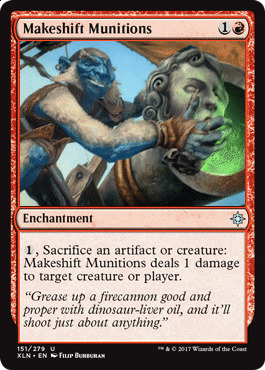 Makeshift Munitions 1
Enchantment
1, Sacrifice an artifact or creature:
Makeshift Munitions deals 1 damage
to target creature or player.
“Grease up a firecannon good and
proper with dinosaur-liver oil, and it’ll
shoot just about anything.”
151/279 U
XLN • EN FILIP BURBURAN
™ & © 2017 Wizards of the Coast